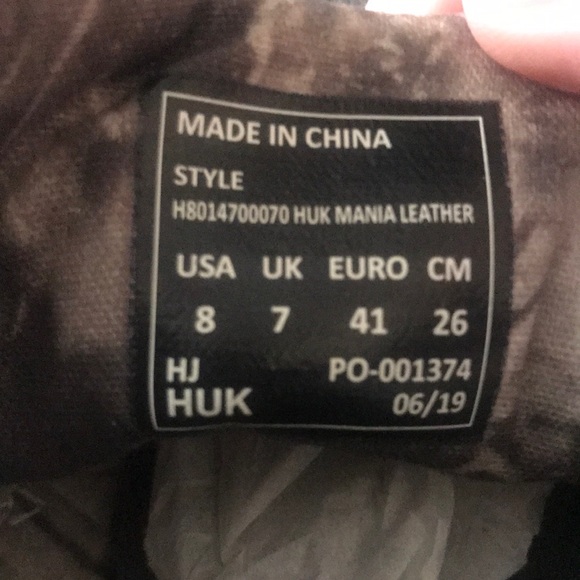 MADE IN CHINA
STYLE
H8014700070 HUK MANIA LEATHER
USA UK EURO CM
8 7 41 26
HJ PO-001374
HUK 06/19